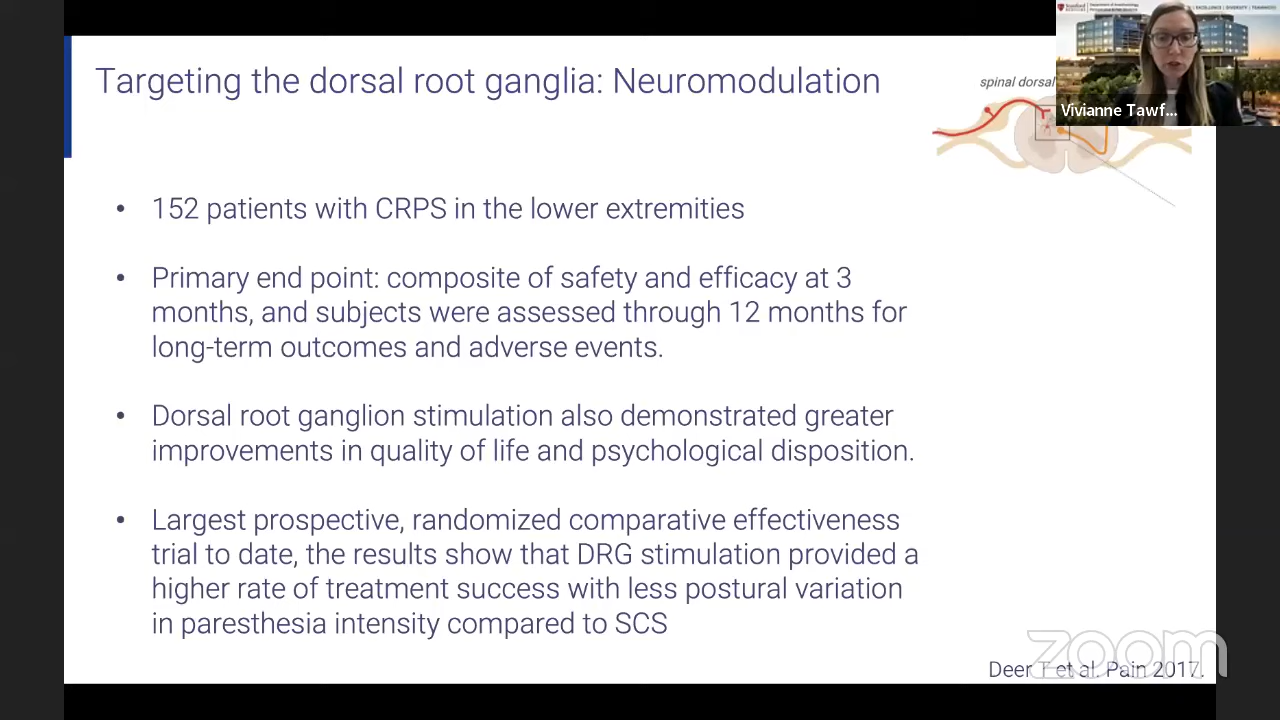 Targeting the dorsal root ganglia: Neuromodulation
spinal dorsal
Vivianne Tawf...
• 152 patients with CRPS in the lower extremities
• Primary end point: composite of safety and efficacy at 3
months, and subjects were assessed through 12 months for
long-term outcomes and adverse events.
• Dorsal root ganglion stimulation also demonstrated greater
improvements in quality of life and psychological disposition.
• Largest prospective, randomized comparative effectiveness
trial to date, the results show that DRG stimulation provided a
higher rate of treatment success with less postural variation
in paresthesia intensity compared to SCS
zoom
Deer T et al. Pain 2017.